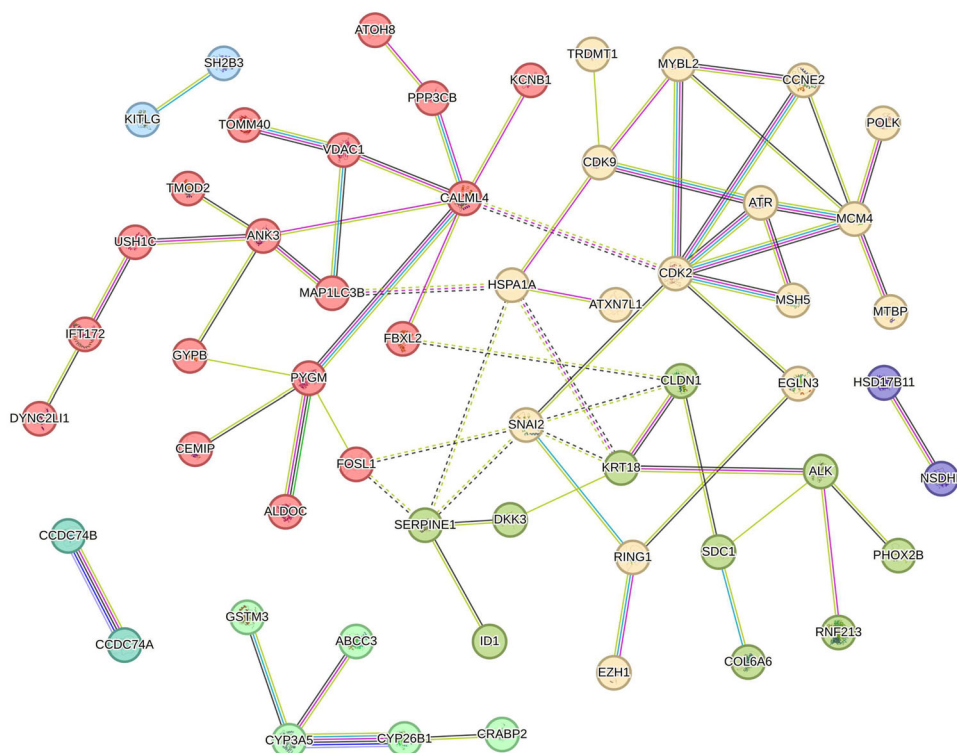 ATOH8
TRDMT1
SH2B3
MYBL2
CCNE2
KCNB1
PPP3CB
KITLG
TOMM40
POLK
VDAC1
CDK9
TMOD2
CALML4
ATR
MCM4
USH1C
ANK3
CDK2
MAP1LC3B
HSPA1A
ATXN7L1
MSH5
MTBP
IFT172
FBXL2
GYPB
PYGM
CLDN1
EGLN3
HSD17B11
DYNC2LI1
SNAI2
CEMIP
FOSL1
KRT18
ALK
NSDHL
ALDOC
SERPINE1
DKK3
CCDC74B
RING1
SDC1
PHOX2B
GSTM3
ABCC3
ID1
RNF213
CCDC74A
EZH1
COL6A6
CYP3A5
CYP26B1
CRABP2